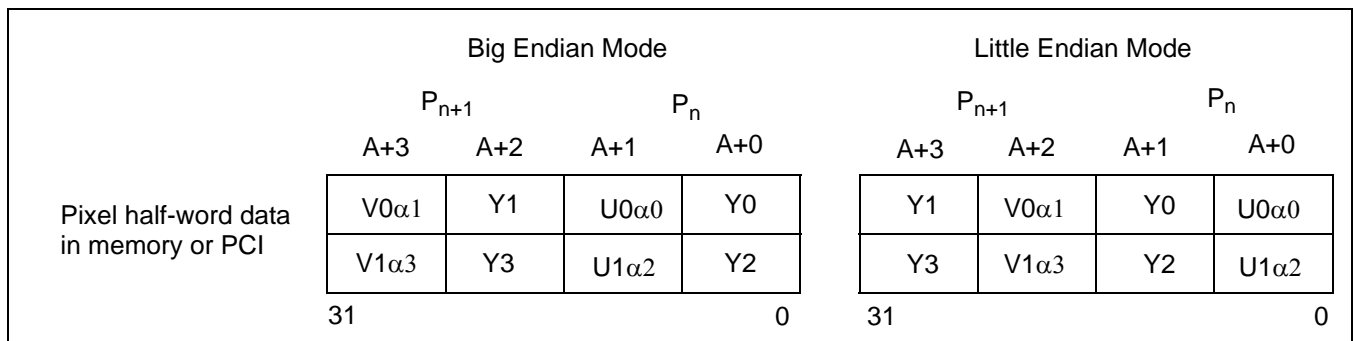 Big Endian Mode Little Endian Mode
Pn+1 Pn Pn+1 Pn
A+3 A+2 A+1 A+0 A+3 A+2 A+1 A+0
Pixel half-word data V0α1 Y1 U0α0 Y0 Y1 V0α1 Y0 U0α0
in memory or PCI V1α3 Y3 U1α2 Y2 Y3 V1α3 Y2 U1α2
31 0 31 0